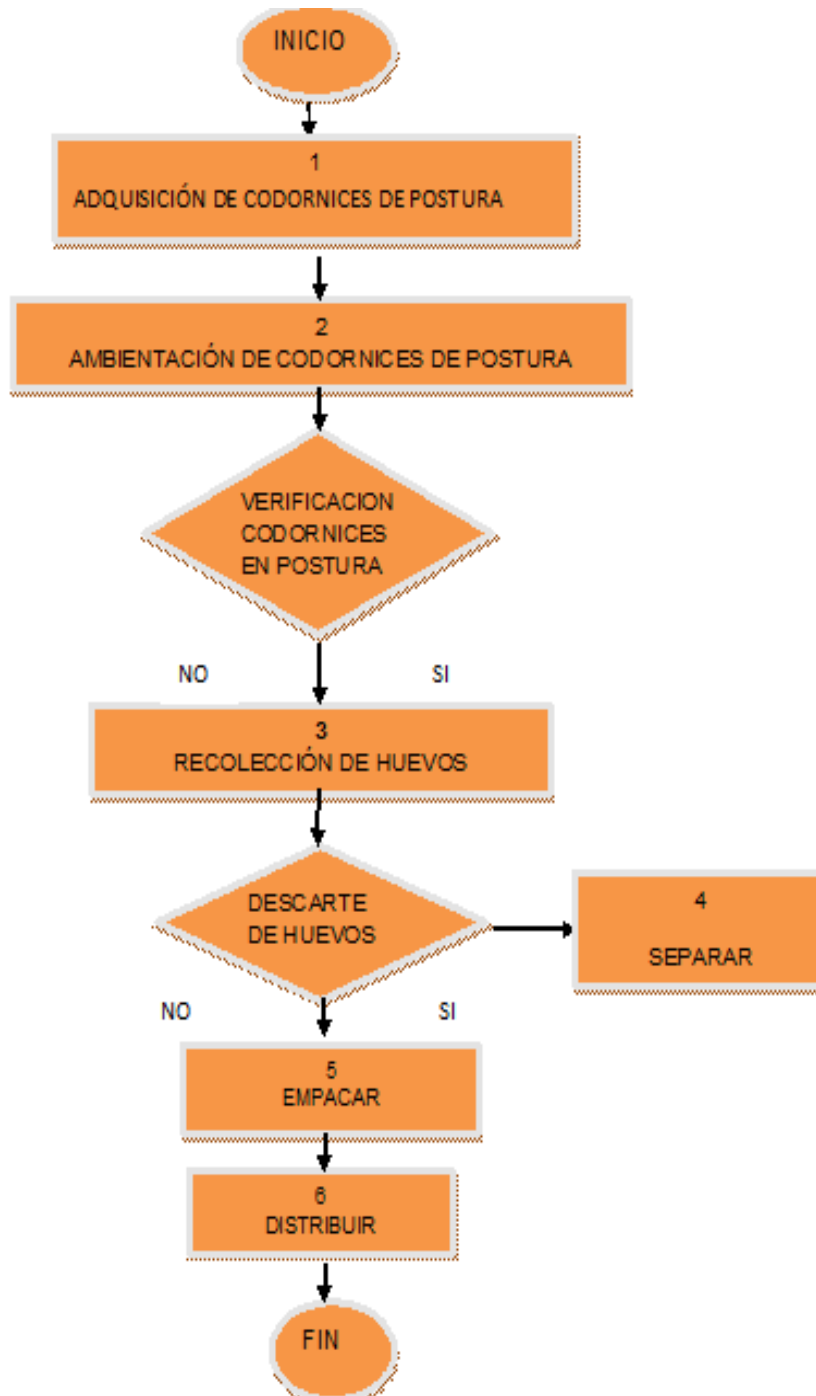 INICIO
1
ADQUISICIÓN DE CODORNICES DE POSTURA
2
AMBIENTACIÓN DE CODORNICES DE POSTURA
VERIFICACION
CODORNICES
EN POSTURA
NO
SI
3
RECOLECCIÓN DE HUEVOS
DESCARTE
DE HUEVOS
4
SEPARAR
NO
SI
5
EMPACAR
6
DISTRIBUIR
FIN